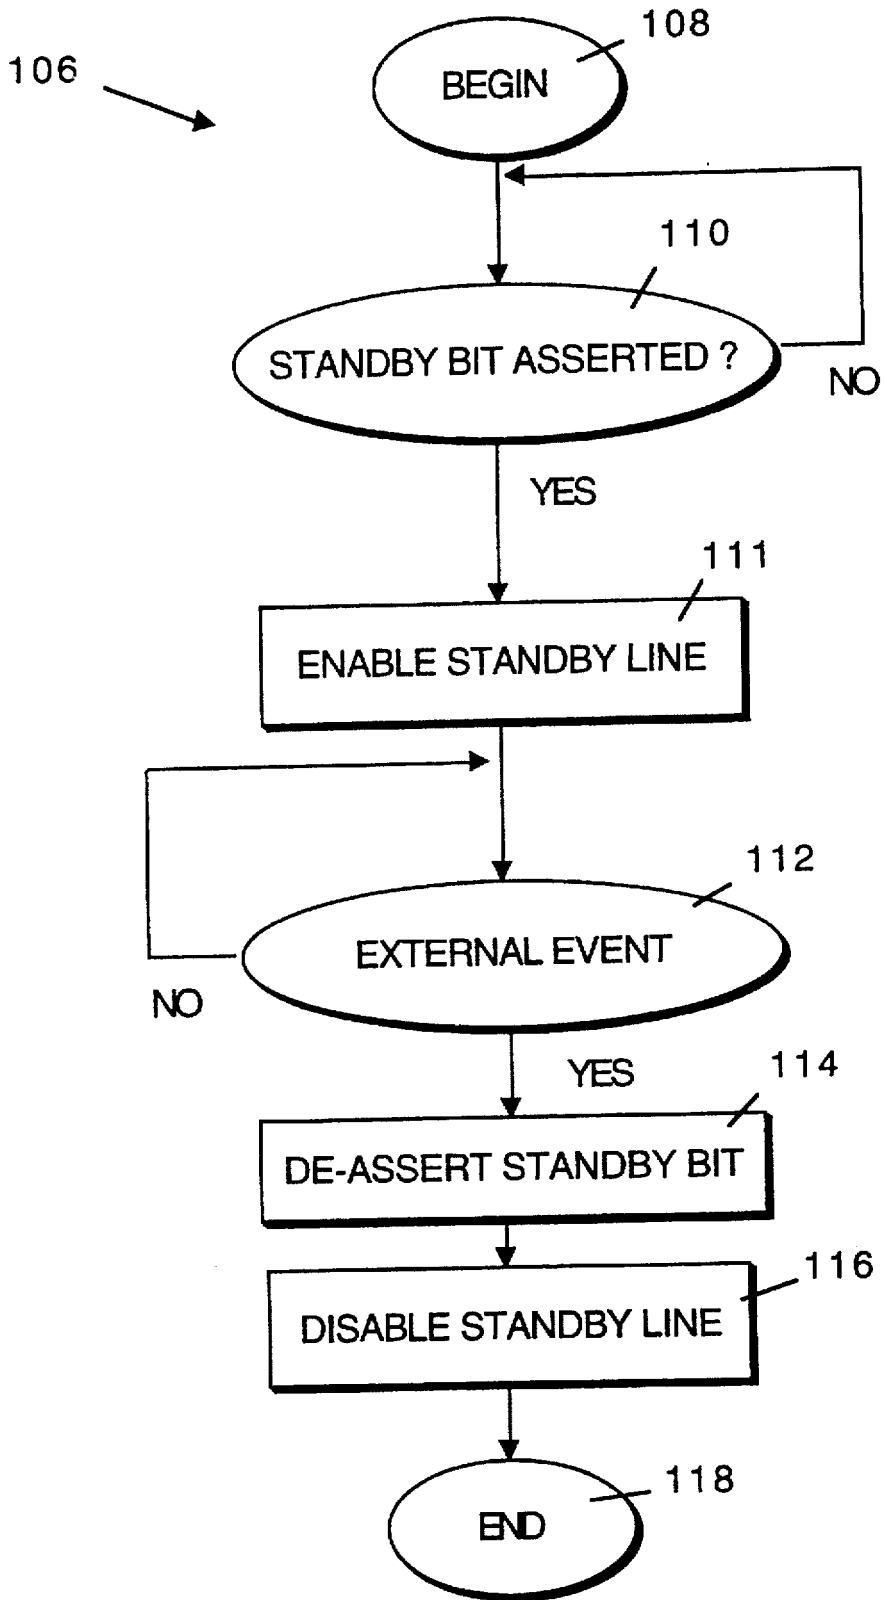 108
106
BEGIN
110
STANDBY BIT ASSERTED ?
NO
YES
111
ENABLE STANDBY LINE
112
EXTERNAL EVENT
NO
YES
114
DE-ASSERT STANDBY BIT
116
DISABLE STANDBY LINE
118
END